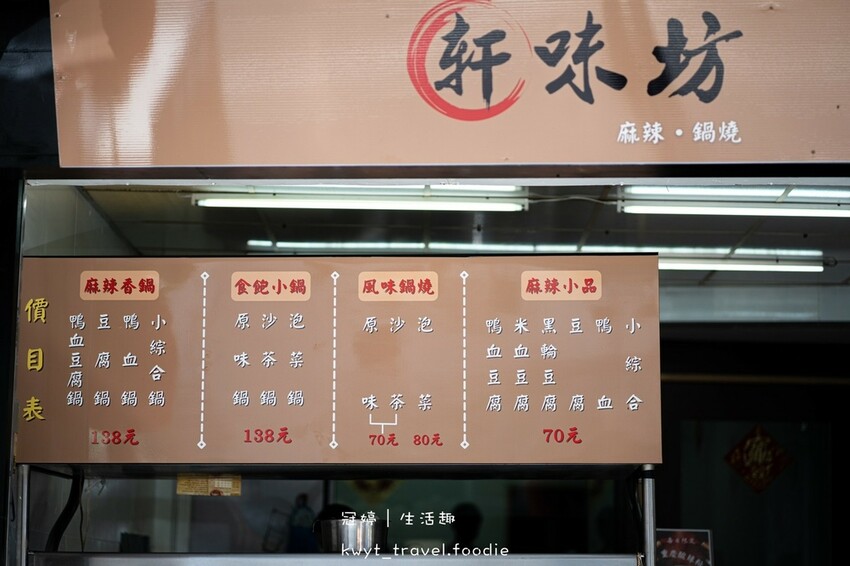 軒味坊
麻辣・鍋燒
價目表
麻辣香鍋
鴨血豆腐鍋
豆腐鍋
鴨血鍋
小綜合鍋
138元
食飽小鍋
原味鍋
沙茶鍋
泡菜鍋
138元
風味鍋燒
原味
沙茶
泡菜
70元
80元
麻辣小品
鴨血豆腐
米血豆腐
黑輪豆腐
豆腐
鴨血
小綜合
70元
冠婷｜生活趣
kwyt_travel.foodie